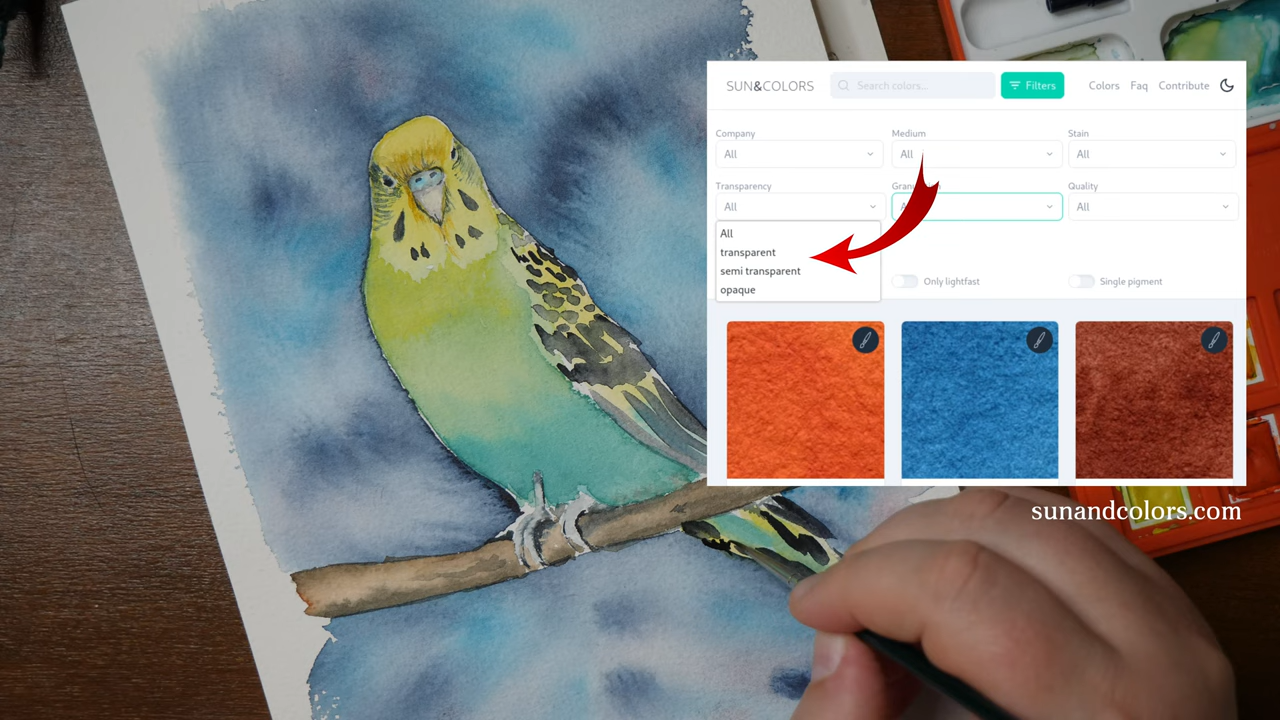 SUN&COLORS
Search colors...
Filters
Colors Faq Contribute
Company
All
Medium
All
Stain
All
Transparency
All
Quality
All
All
transparent
semi transparent
opaque
Only lightfast
Single pigment
sunandcolors.com